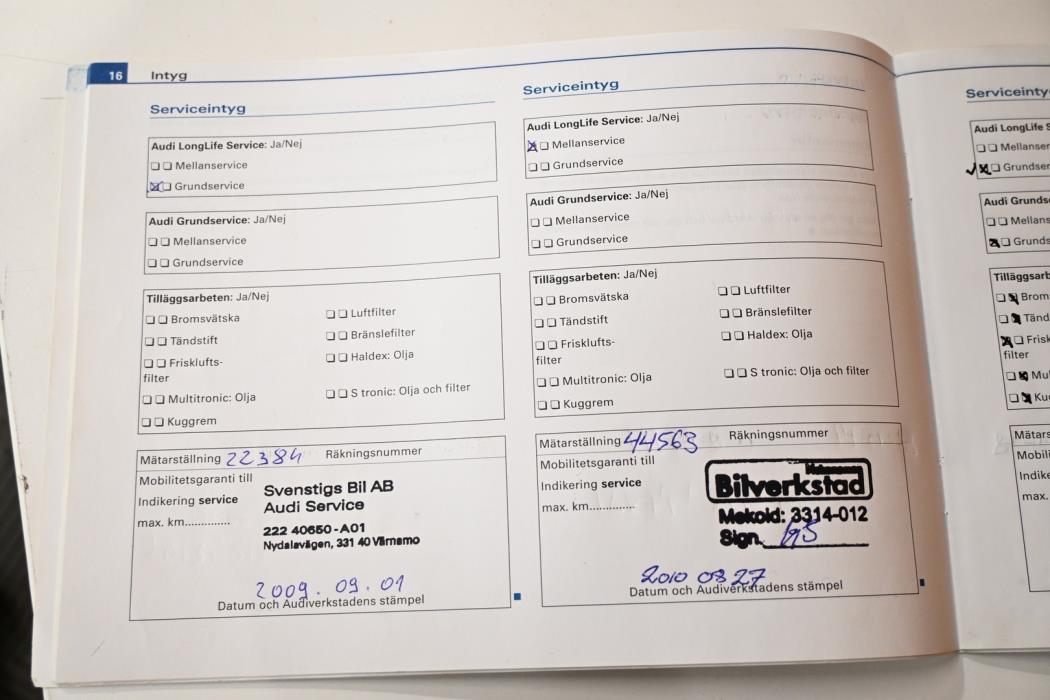 16 Intyg
Serviceintyg
Audi LongLife Service: Ja/Nej
Mellanservice
Grundservice
Audi Grundservice: Ja/Nej
Mellanservice
Grundservice
Tilläggsarbeten: Ja/Nej
Bromsvätska
Luftfilter
Tändstift
Bränslefilter
Frisklufts-
filter
Haldex: Olja
Multitronic: Olja
S tronic: Olja och filter
Kuggrem
Mätarställning 22384 Räkningsnummer
Mobilitetsgaranti till
Indikering service
max. km..............
Svenstigs Bil AB
Audi Service
222 40650-A01
Nydalavägen, 331 40 Värnamo
2009.09.01
Datum och Audiverkstadens stämpel
Serviceintyg
Audi LongLife Service: Ja/Nej
Mellanservice
Grundservice
Audi Grundservice: Ja/Nej
Mellanservice
Grundservice
Tilläggsarbeten: Ja/Nej
Bromsvätska
Luftfilter
Tändstift
Bränslefilter
Frisklufts-
filter
Haldex: Olja
Multitronic: Olja
S tronic: Olja och filter
Kuggrem
Mätarställning 44563 Räkningsnummer
Mobilitetsgaranti till
Indikering service
max. km..............
Bilverkstad
Mekoid: 3314-012
Sign.
2010 08 27
Datum och Audiverkstadens stämpel
Serviceinty
Audi LongLife S
Mellanser
Grundser
Audi Grunds
Mellans
Grunds
Tilläggsarb
Brom
Tänd
Frisk
filter
Mu
Ku
Mätars
Mobili
Indike
max.